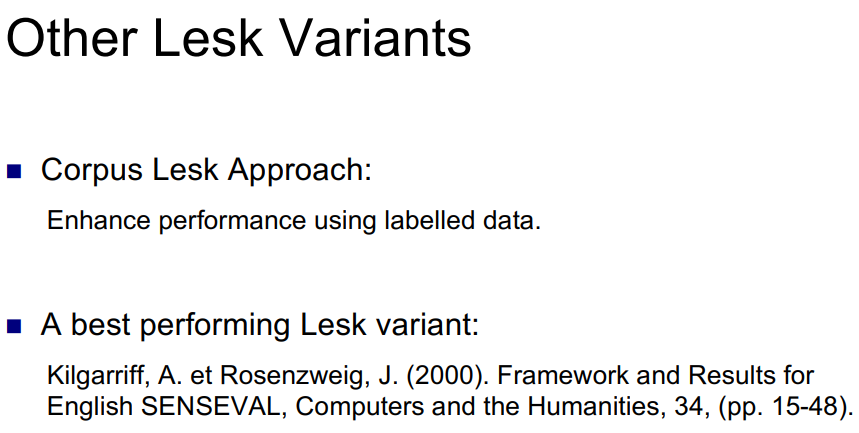 Other Lesk Variants
Corpus Lesk Approach:
Enhance performance using labelled data.
A best performing Lesk variant:
Kilgarriff, A. et Rosenzweig, J. (2000). Framework and Results for
English SENSEVAL, Computers and the Humanities, 34, (pp. 15-48).